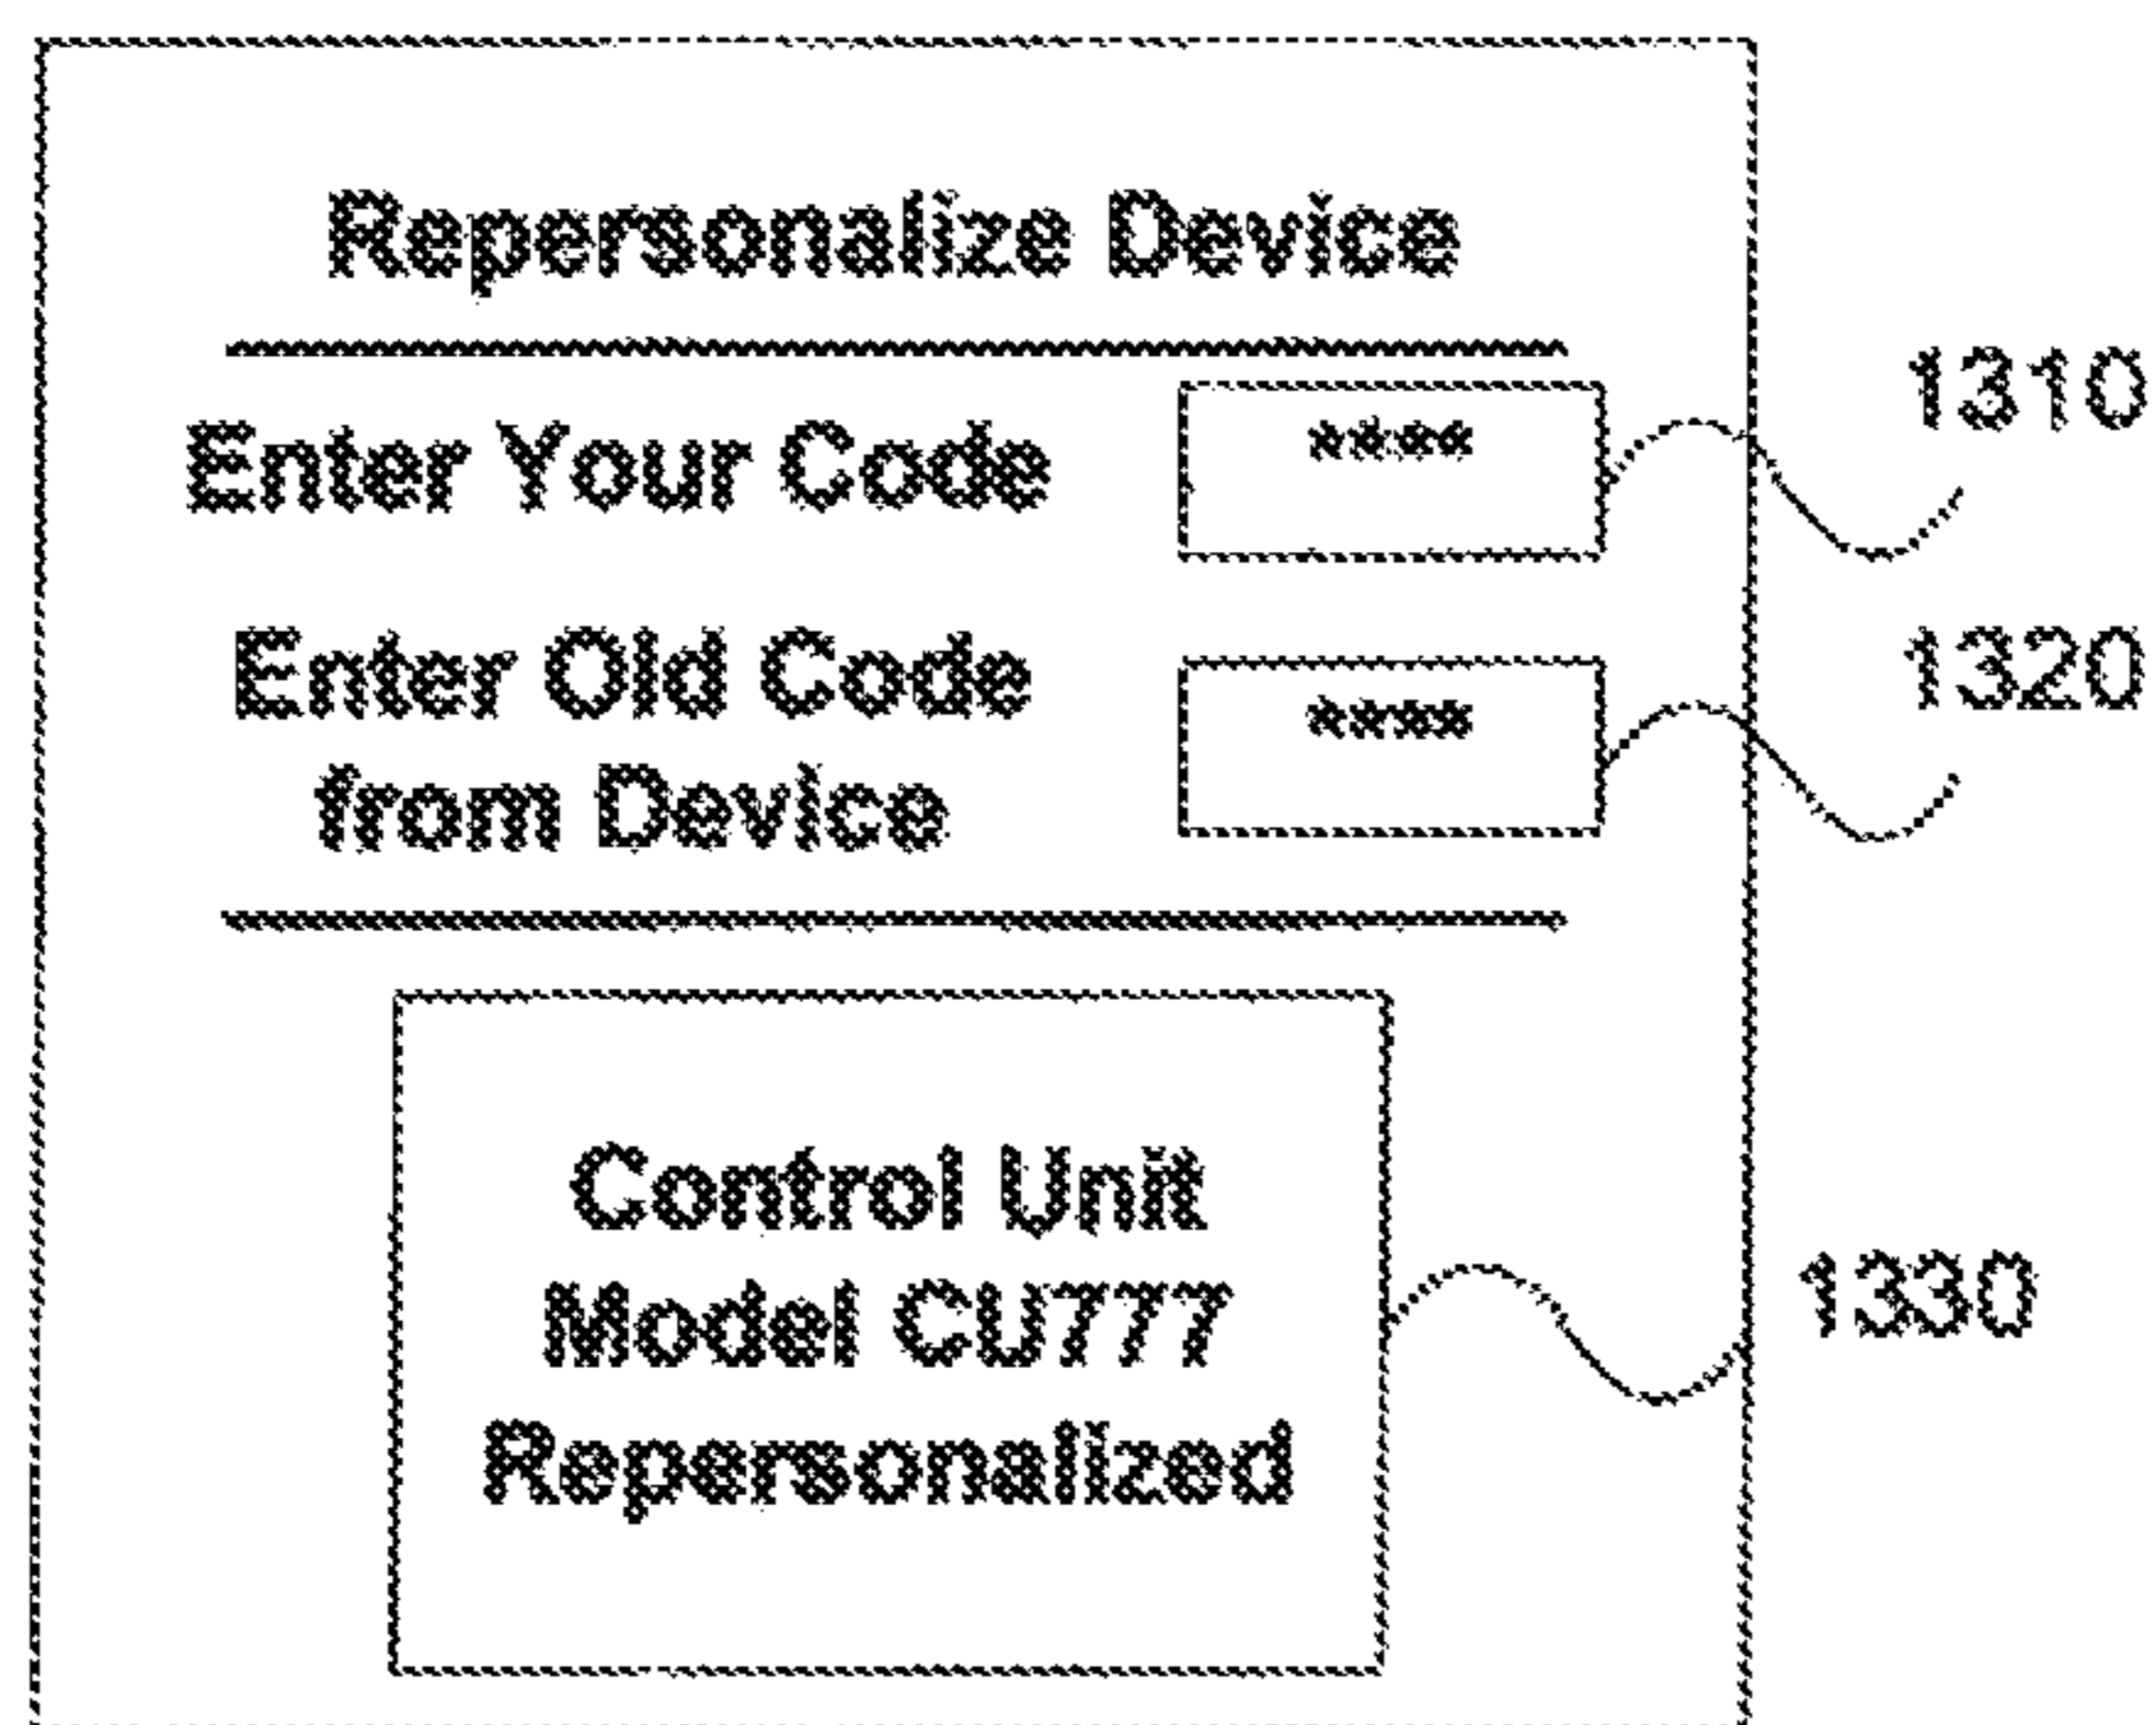 Repersonalize Device
Enter Your Code **** 1310
Enter Old Code
from Device **** 1320
Control Unit
Model CU777
Repersonalized
1330